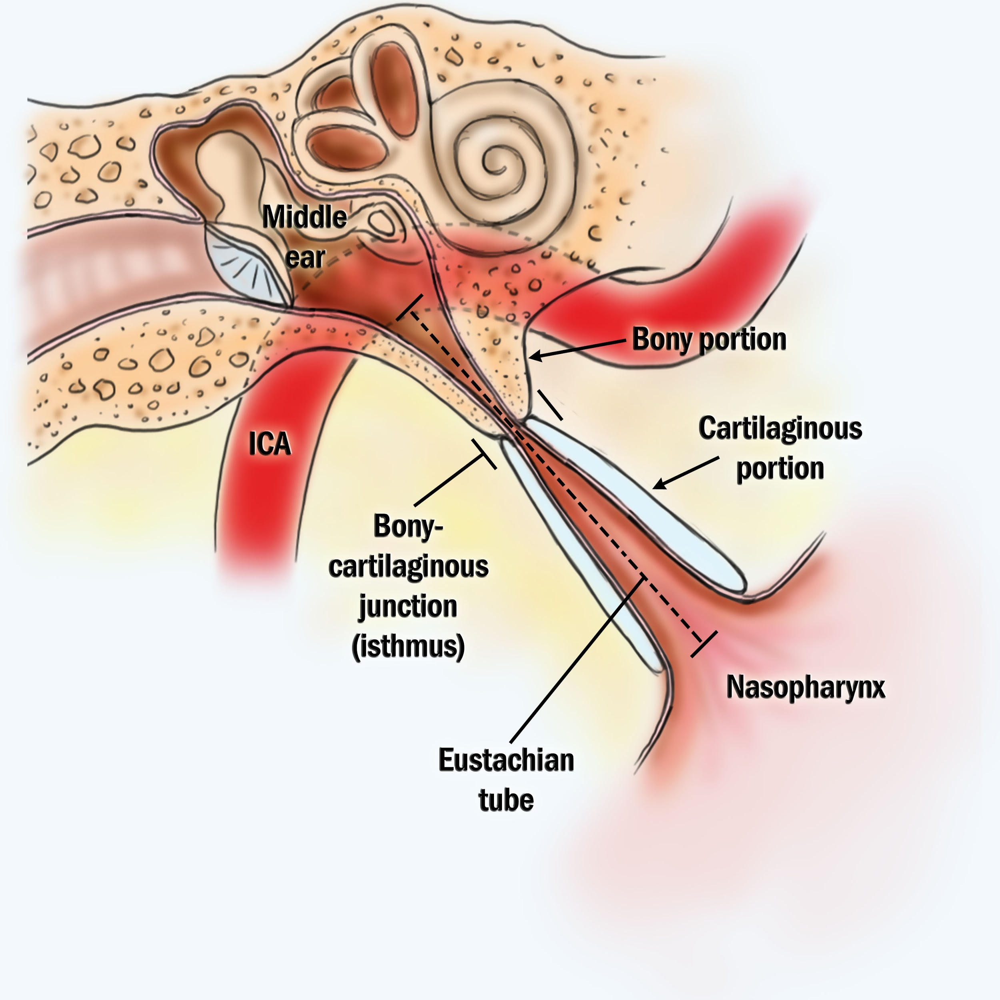 Middle
ear
Bony portion
Cartilaginous
portion
ICA
Bony-
cartilaginous
junction
(isthmus)
Nasopharynx
Eustachian
tube